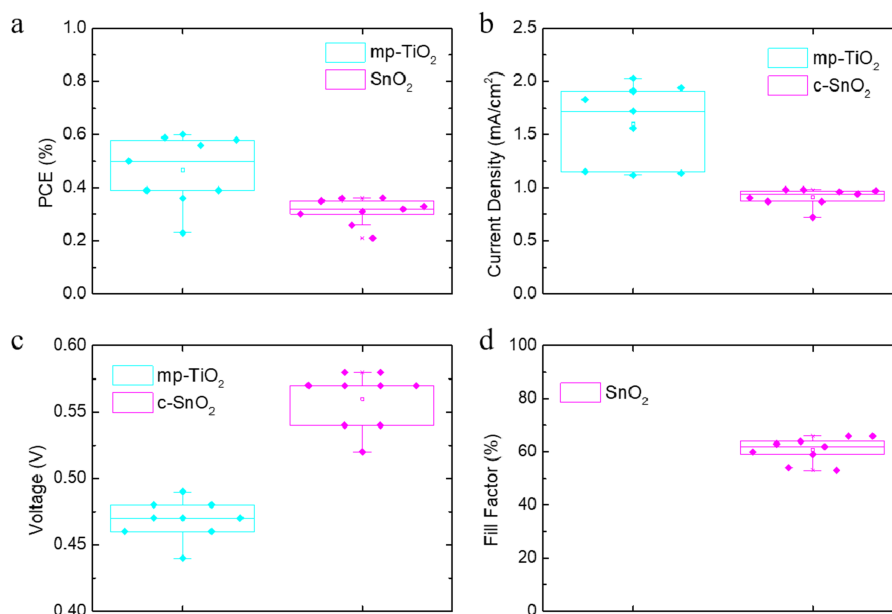 a
mp-TiO2
SnO2
PCE (%)
1.0
0.8
0.6
0.4
0.2
0.0
b
mp-TiO2
c-SnO2
Current Density (mA/cm2)
2.5
2.0
1.5
1.0
0.5
0.0
c
mp-TiO2
c-SnO2
Voltage (V)
0.60
0.55
0.50
0.45
0.40
d
SnO2
Fill Factor (%)
100
80
60
40
20
0